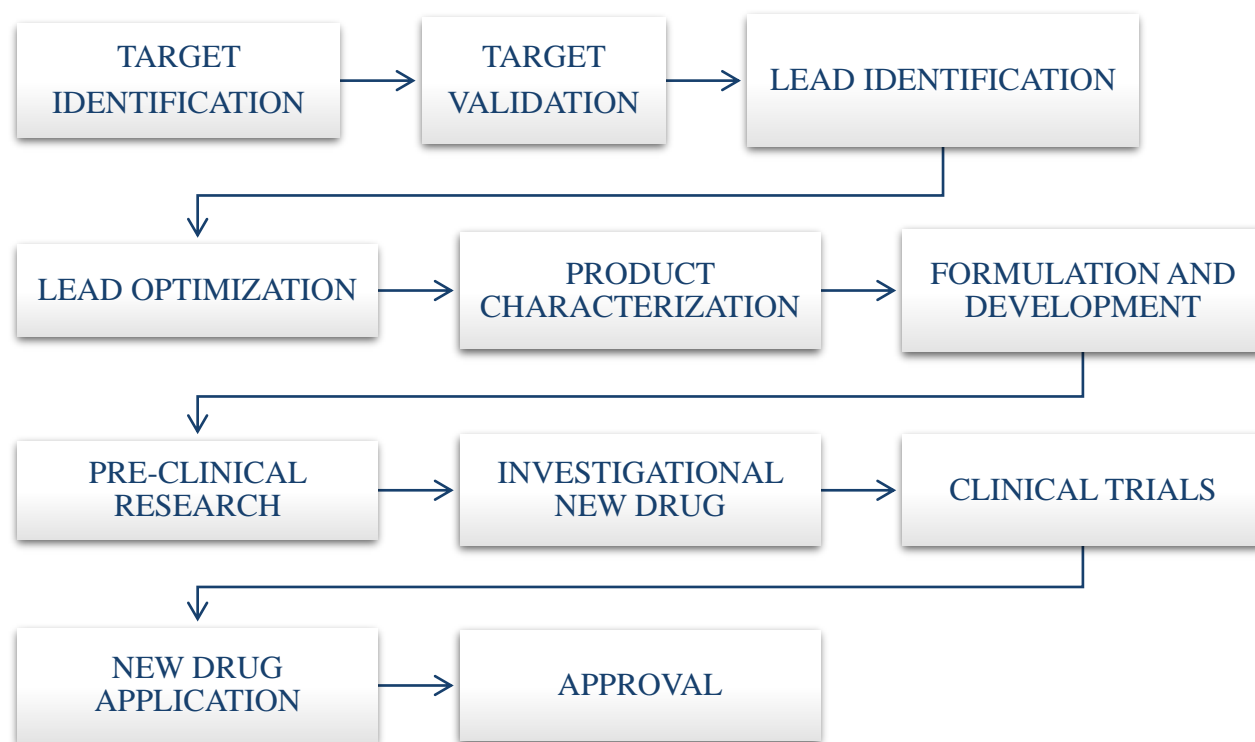 TARGET
IDENTIFICATION
TARGET
VALIDATION
LEAD IDENTIFICATION
LEAD OPTIMIZATION
PRODUCT
CHARACTERIZATION
FORMULATION AND
DEVELOPMENT
PRE-CLINICAL
RESEARCH
INVESTIGATIONAL
NEW DRUG
CLINICAL TRIALS
NEW DRUG
APPLICATION
APPROVAL